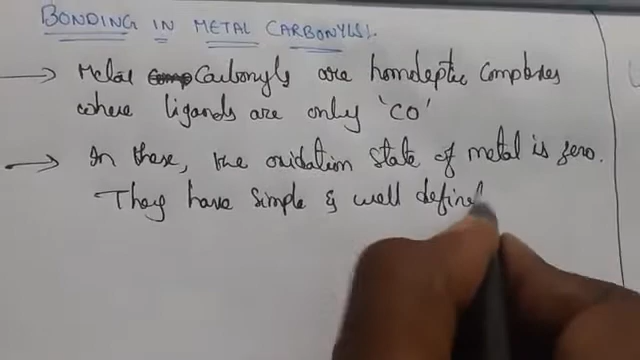 BONDING IN METAL CARBONYLS:
→ Metal Carbonyls are homoleptic Complexes
where ligands are only 'CO'
→ In these, the oxidation state of metal is zero.
They have simple & well define